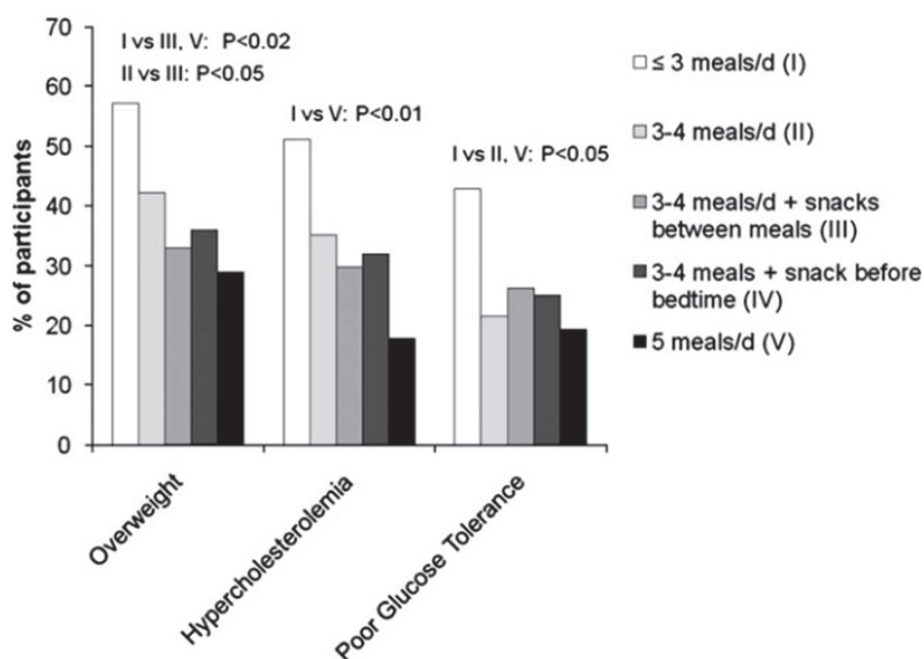 70
60
50
40
30
20
10
0
% of participants
I vs III, V: P<0.02
II vs III: P<0.05
I vs V: P<0.01
I vs II, V: P<0.05
Overweight
Hypercholesterolemia
Poor Glucose Tolerance
≤ 3 meals/d (I)
3-4 meals/d (II)
3-4 meals/d + snacks
between meals (III)
3-4 meals + snack before
bedtime (IV)
5 meals/d (V)